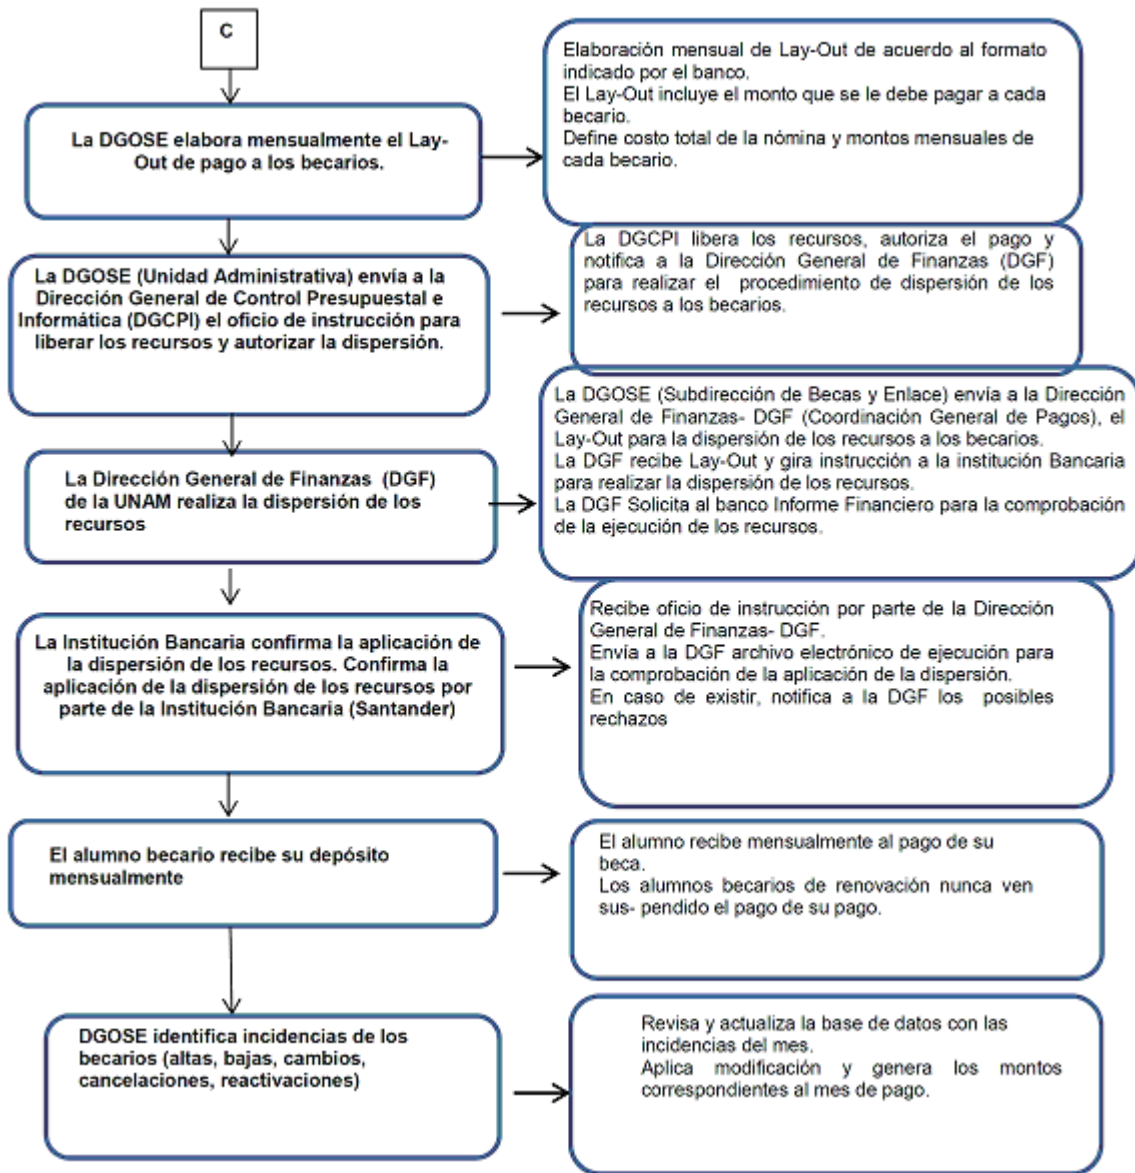 C
La DGOSE elabora mensualmente el Lay-
Out de pago a los becarios.
Elaboración mensual de Lay-Out de acuerdo al formato
indicado por el banco.
El Lay-Out incluye el monto que se le debe pagar a cada
becario.
Define costo total de la nómina y montos mensuales de
cada becario.
La DGOSE (Unidad Administrativa) envía a la
Dirección General de Control Presupuestal e
Informática (DGCPI) el oficio de instrucción para
liberar los recursos y autorizar la dispersión.
La DGCPI libera los recursos, autoriza el pago y
notifica a la Dirección General de Finanzas (DGF)
para realizar el procedimiento de dispersión de los
recursos a los becarios.
La Dirección General de Finanzas (DGF)
de la UNAM realiza la dispersión de los
recursos
La DGOSE (Subdirección de Becas y Enlace) envía a la Dirección
General de Finanzas- DGF (Coordinación General de Pagos), el
Lay-Out para la dispersión de los recursos a los becarios.
La DGF recibe Lay-Out y gira instrucción a la institución Bancaria
para realizar la dispersión de los recursos.
La DGF Solicita al banco Informe Financiero para la comprobación
de la ejecución de los recursos.
La Institución Bancaria confirma la aplicación de
la dispersión de los recursos. Confirma la
aplicación de la dispersión de los recursos por
parte de la Institución Bancaria (Santander)
Recibe oficio de instrucción por parte de la Dirección
General de Finanzas- DGF.
Envía a la DGF archivo electrónico de ejecución para
la comprobación de la aplicación de la dispersión.
En caso de existir, notifica a la DGF los posibles
rechazos
El alumno becario recibe su depósito
mensualmente
El alumno recibe mensualmente al pago de su
beca.
Los alumnos becarios de renovación nunca ven
sus- pendido el pago de su pago.
DGOSE identifica incidencias de los
becarios (altas, bajas, cambios,
cancelaciones, reactivaciones)
Revisa y actualiza la base de datos con las
incidencias del mes.
Aplica modificación y genera los montos
correspondientes al mes de pago.